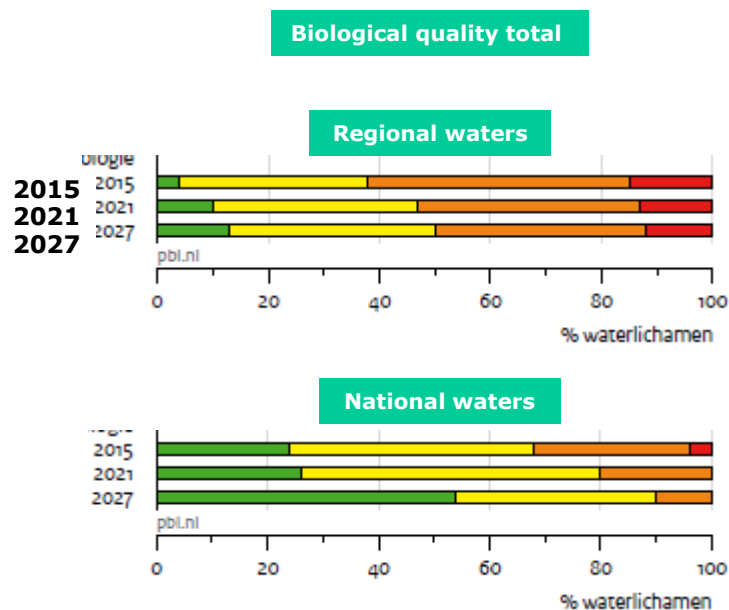 Biological quality total
Regional waters
2015
2021
2027
2015
2021
2027
pbl.nl
0 20 40 60 80 100
% waterlichamen
National waters
2015
2021
2027
pbl.nl
0 20 40 60 80 100
% waterlichamen